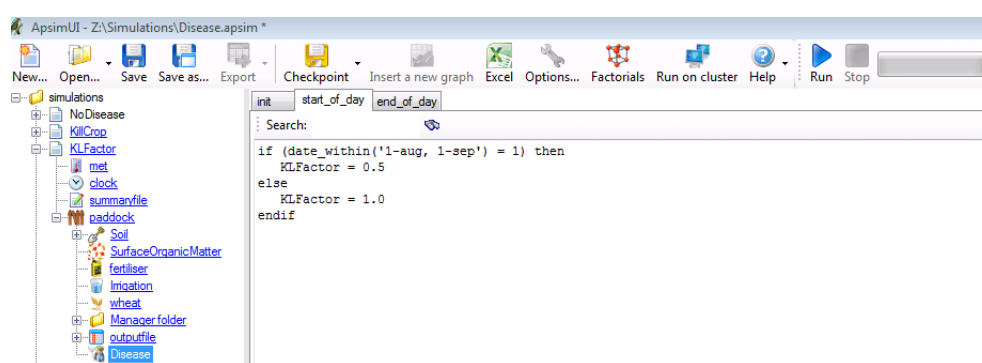 ApsimUI - Z:\Simulations\Disease.apsim *
New... Open... Save Save as... Export Checkpoint Insert a new graph Excel Options... Factorials Run on cluster Help Run Stop
simulations
NoDisease
KillCrop
KLFactor
met
clock
summaryfile
paddock
Soil
SurfaceOrganicMatter
fertiliser
Irrigation
wheat
Manager folder
outputfile
Disease
init start_of_day end_of_day
Search:
if (date_within('1-aug, 1-sep') = 1) then
   KLFactor = 0.5
else
   KLFactor = 1.0
endif